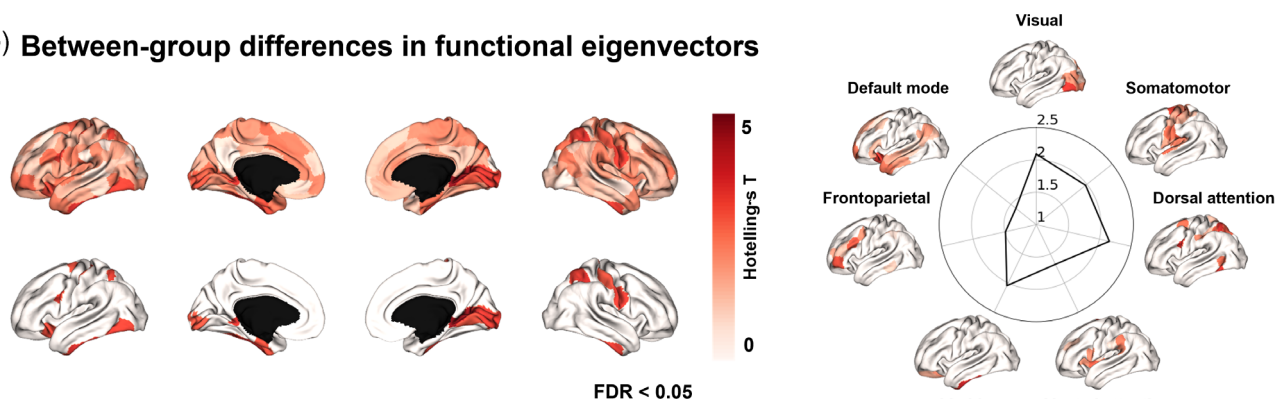 ) Between-group differences in functional eigenvectors
5
Hotelling-s T
0
FDR < 0.05
Visual
Default mode
Somatomotor
2.5
2
1.5
1
Frontoparietal
Dorsal attention